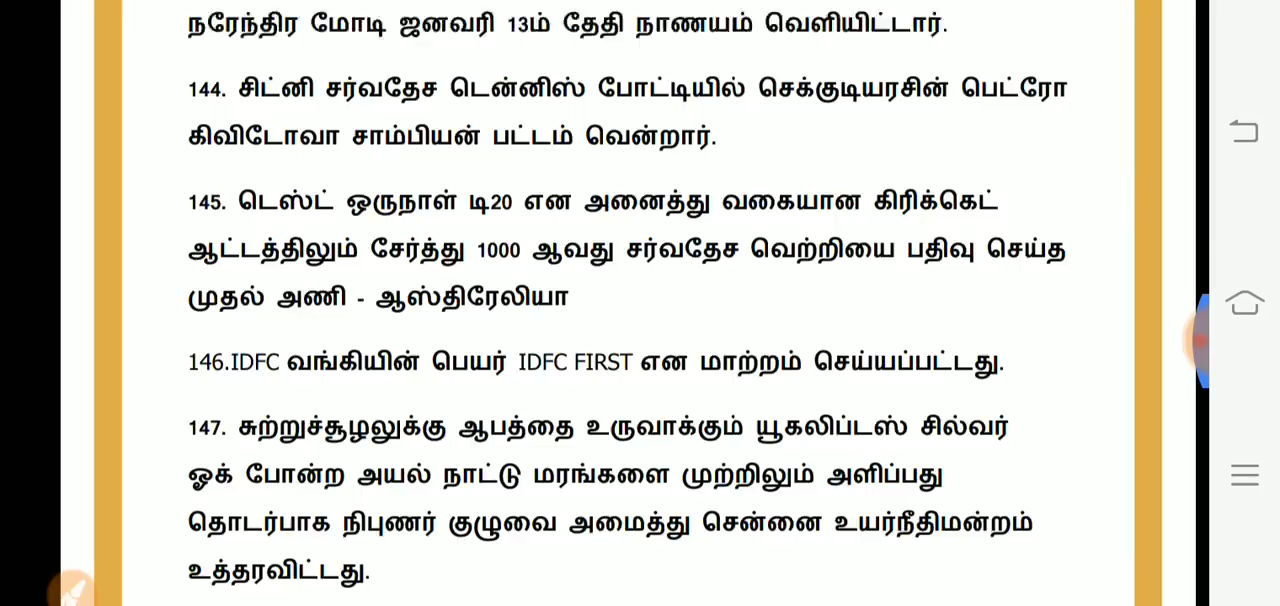 நரேந்திர மோடி ஜனவரி 13ம் தேதி நாணயம் வெளியிட்டார்.
144. சிட்னி சர்வதேச டென்னிஸ் போட்டியில் செக்குடியரசின் பெட்ரோ
கிவிடோவா சாம்பியன் பட்டம் வென்றார்.
145. டெஸ்ட் ஒருநாள் டி20 என அனைத்து வகையான கிரிக்கெட்
ஆட்டத்திலும் சேர்த்து 1000 ஆவது சர்வதேச வெற்றியை பதிவு செய்த
முதல் அணி - ஆஸ்திரேலியா
146.IDFC வங்கியின் பெயர் IDFC FIRST என மாற்றம் செய்யப்பட்டது.
147. சுற்றுச்சூழலுக்கு ஆபத்தை உருவாக்கும் யூகலிப்டஸ் சில்வர்
ஓக் போன்ற அயல் நாட்டு மரங்களை முற்றிலும் அளிப்பது
தொடர்பாக நிபுணர் குழுவை அமைத்து சென்னை உயர்நீதிமன்றம்
உத்தரவிட்டது.